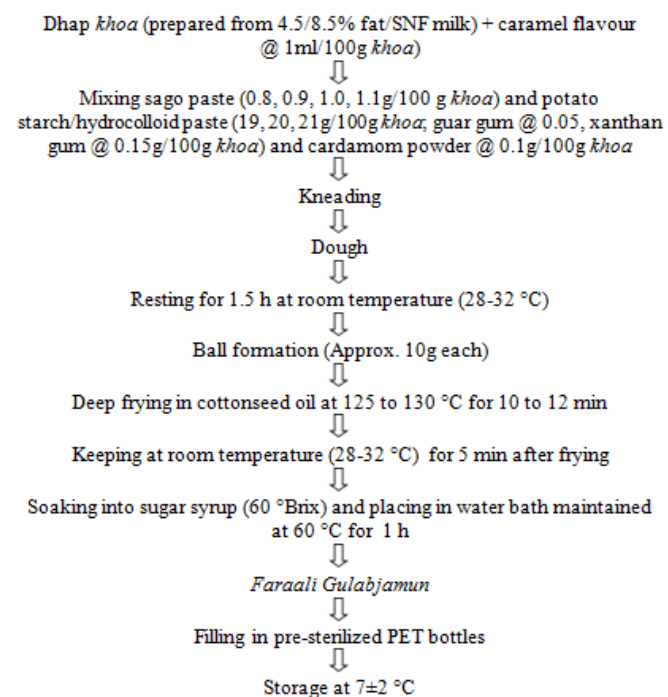 Dhap khoa (prepared from 4.5/8.5% fat/SNF milk) + caramel flavour
@ 1ml/100g khoa)
Mixing sago paste (0.8, 0.9, 1.0, 1.1g/100 g khoa) and potato
starch/hydrocolloid paste (19, 20, 21g/100g khoa; guar gum @ 0.05, xanthan
gum @ 0.15g/100g khoa) and cardamom powder @ 0.1g/100g khoa
Kneading
Dough
Resting for 1.5 h at room temperature (28-32 °C)
Ball formation (Approx. 10g each)
Deep frying in cottonseed oil at 125 to 130 °C for 10 to 12 min
Keeping at room temperature (28-32 °C) for 5 min after frying
Soaking into sugar syrup (60 °Brix) and placing in water bath maintained
at 60 °C for 1 h
Faraali Gulabjamun
Filling in pre-sterilized PET bottles
Storage at 7±2 °C